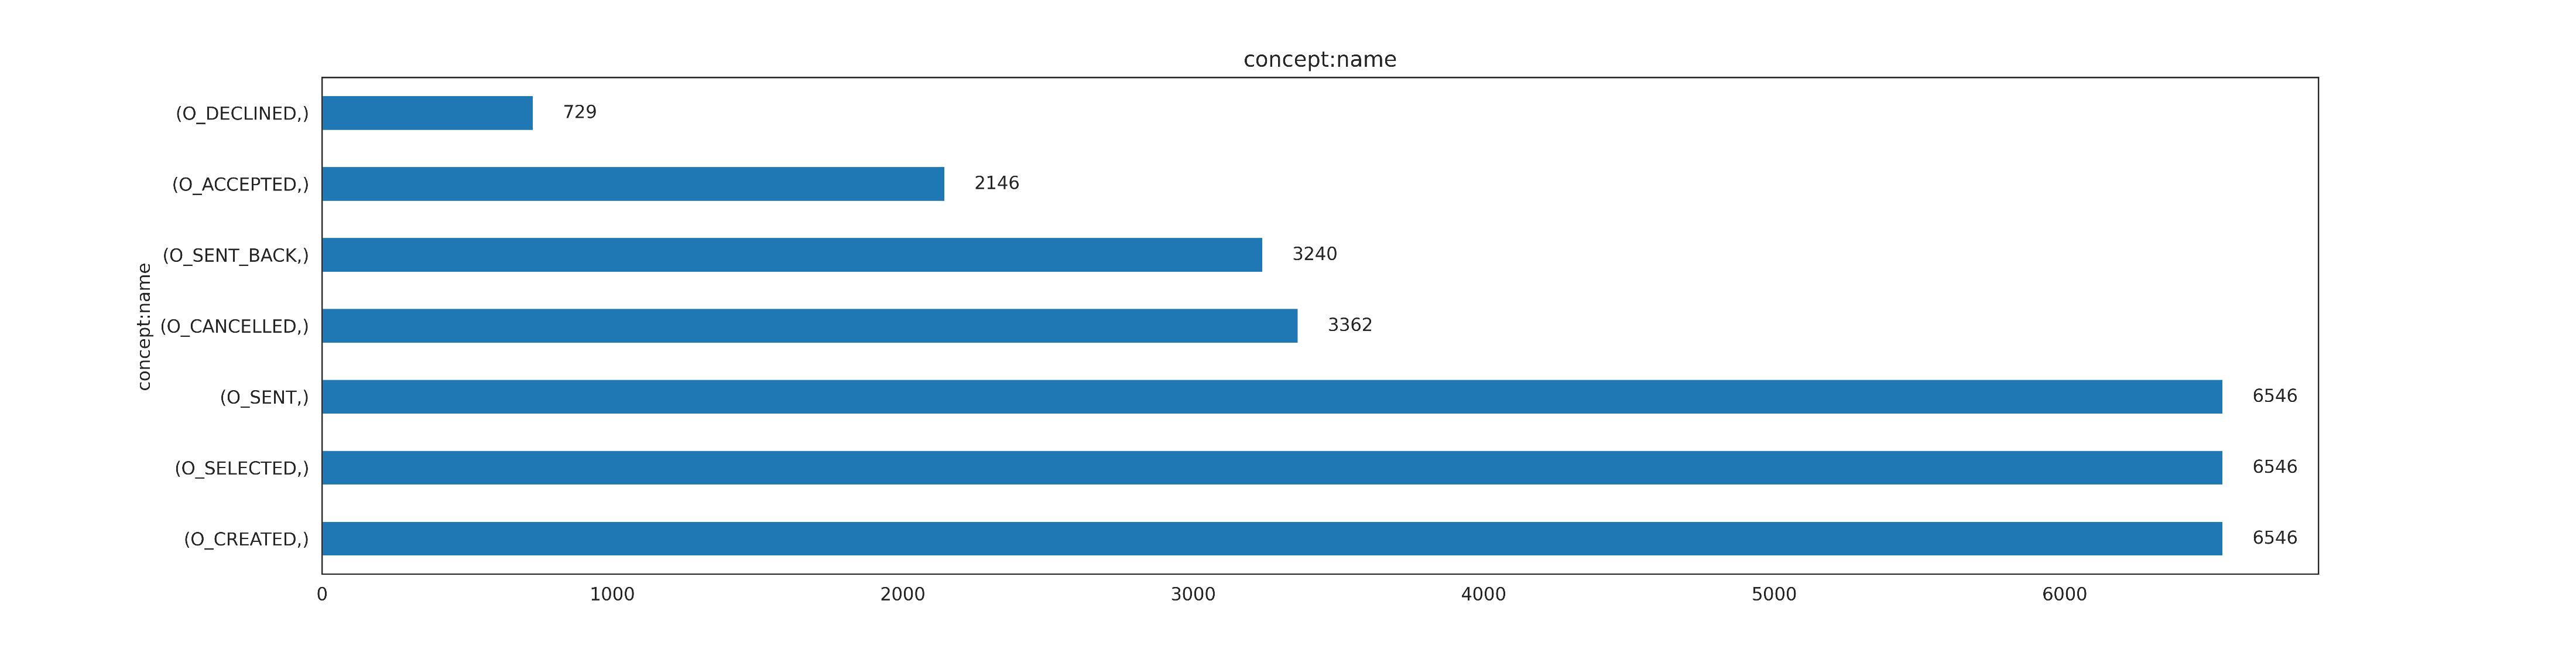 concept:name
(O_DECLINED,) 729
(O_ACCEPTED,) 2146
(O_SENT_BACK,) 3240
(O_CANCELLED,) 3362
(O_SENT,) 6546
(O_SELECTED,) 6546
(O_CREATED,) 6546
concept:name
0 1000 2000 3000 4000 5000 6000